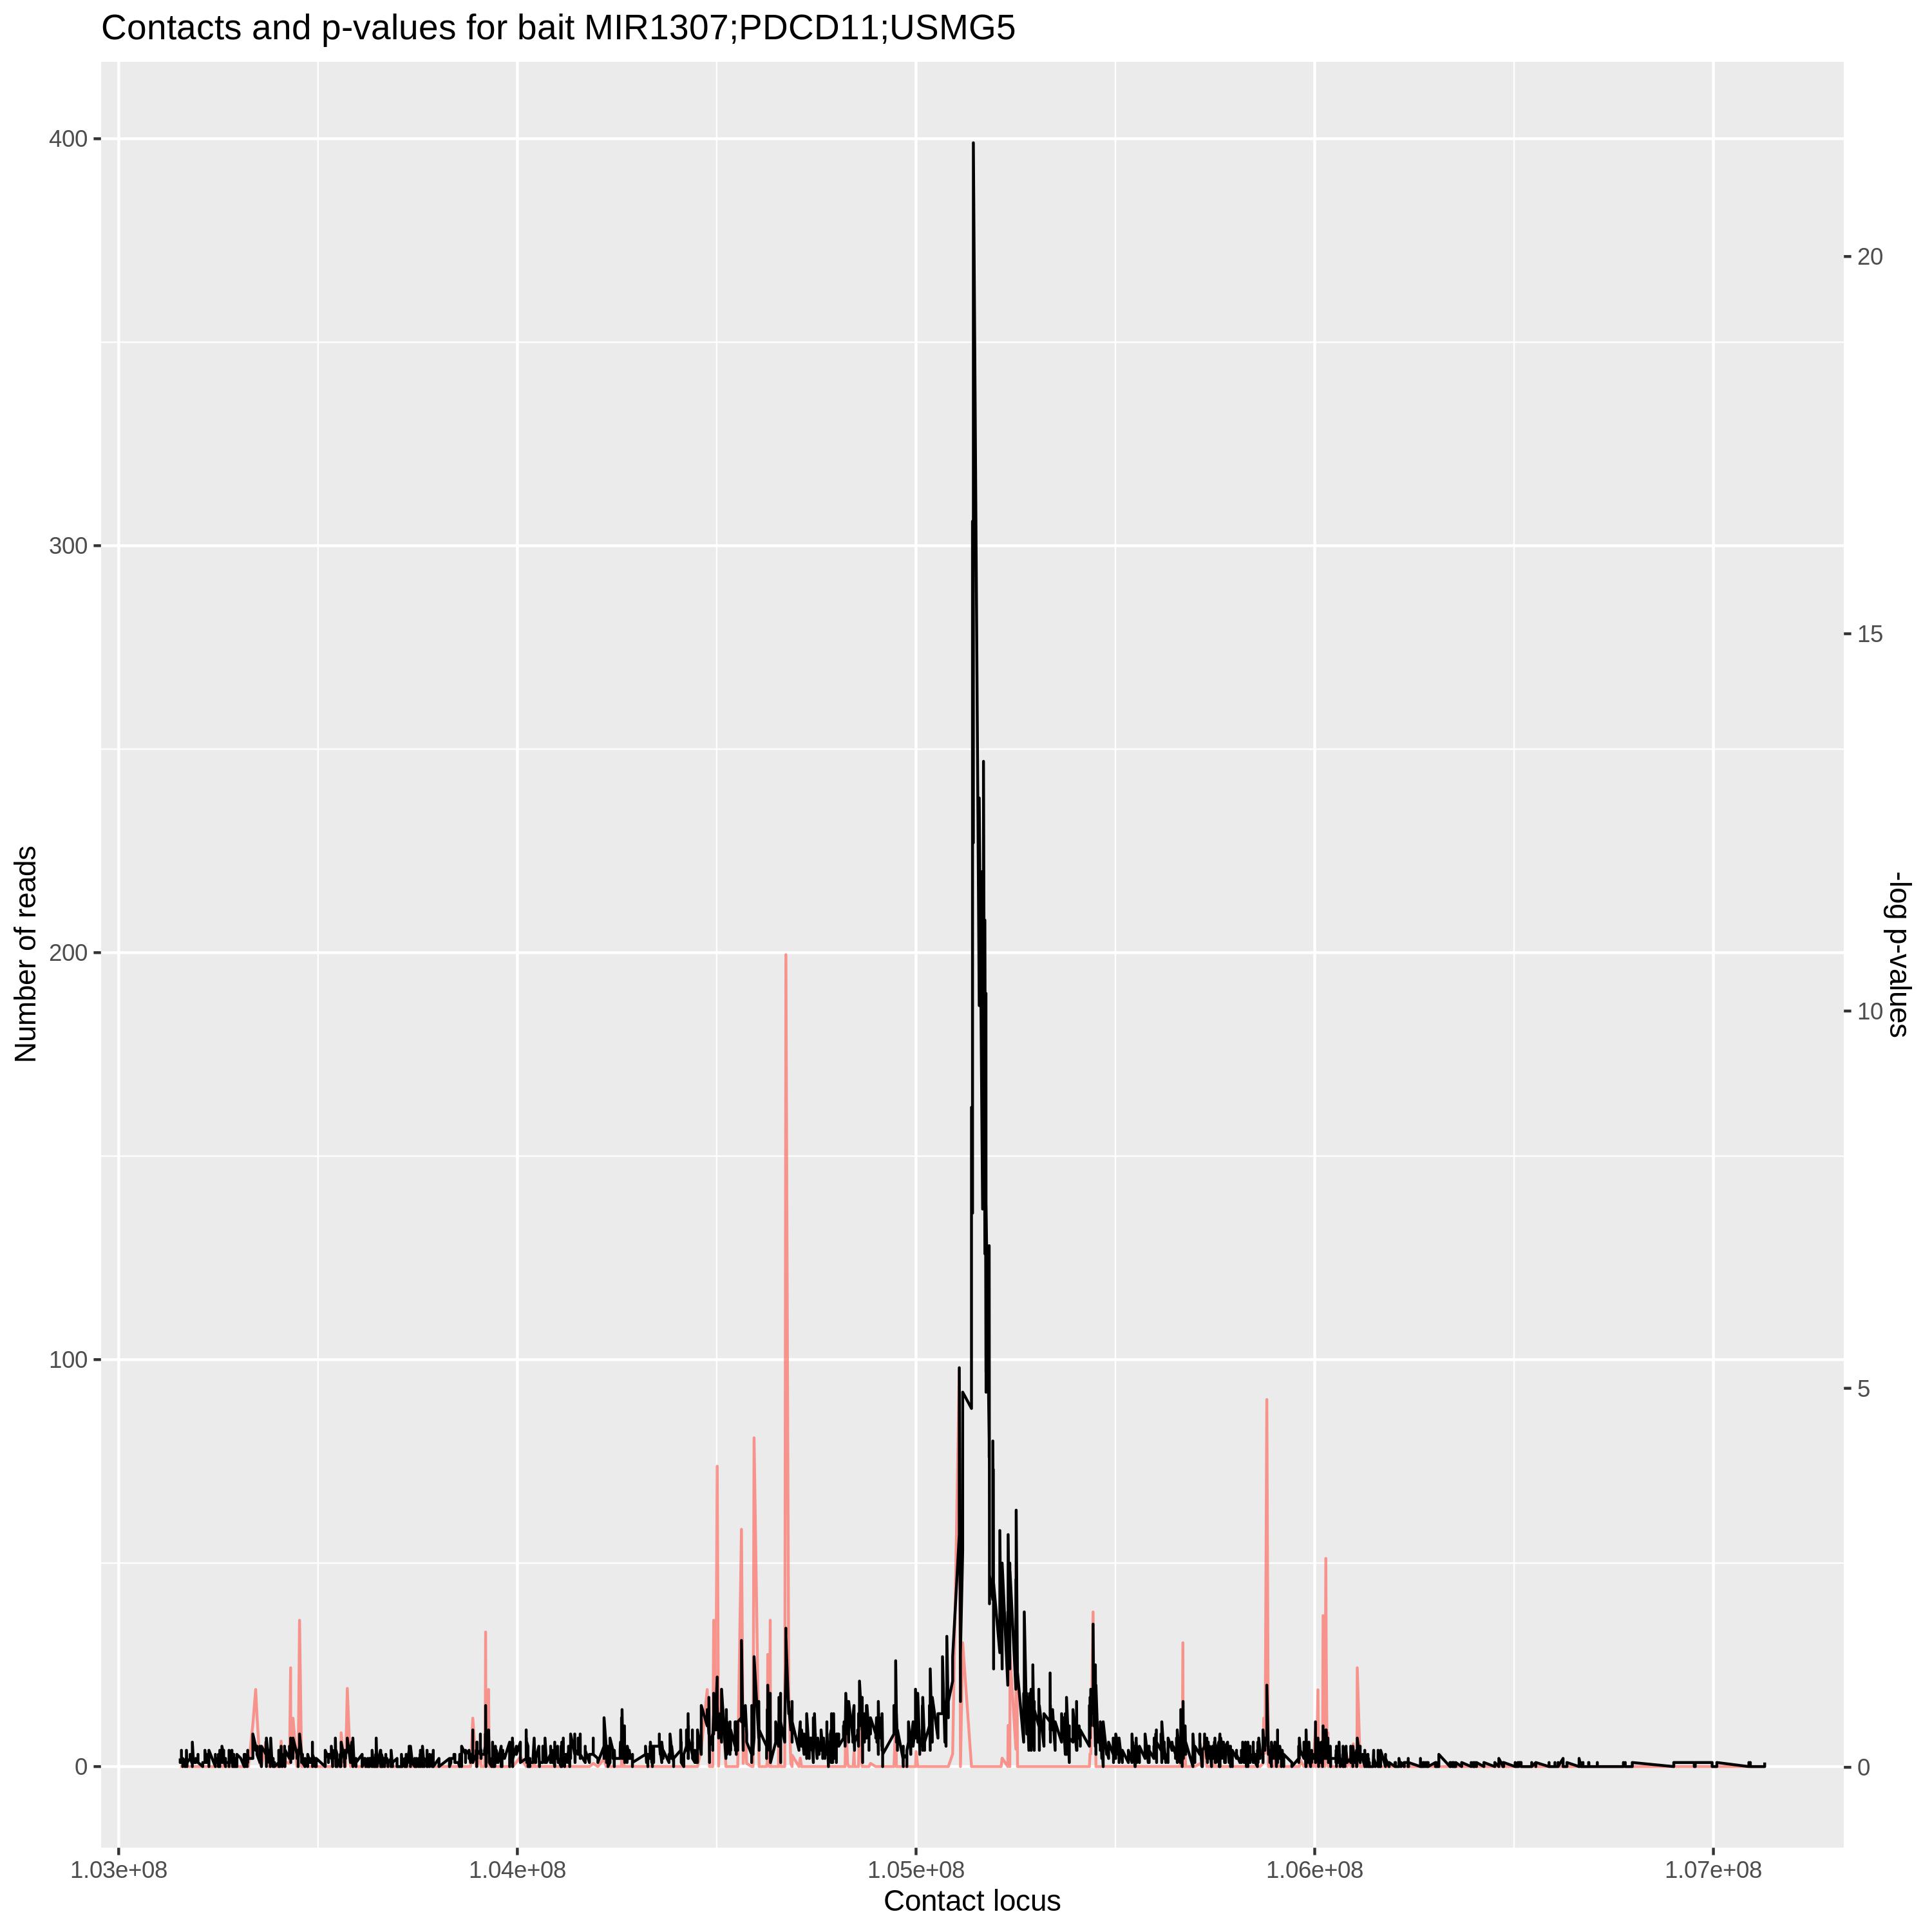 Contacts and p-values for bait MIR1307;PDCD11;USMG5
400
300
200
100
0
Number of reads
20
15
10
5
0
-log p-values
1.03e+08
1.04e+08
1.05e+08
1.06e+08
1.07e+08
Contact locus